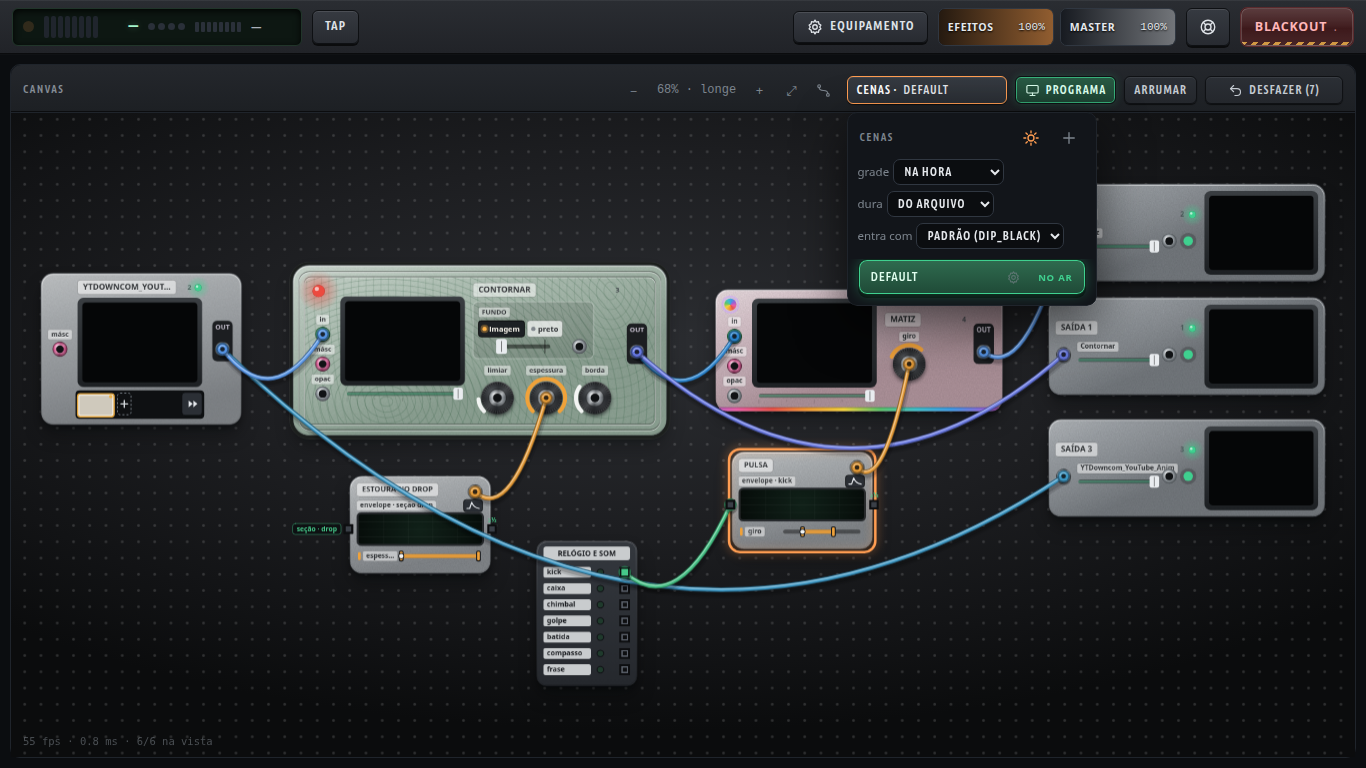 TAP
EQUIPAMENTO
EFEITOS 100%
MASTER 100%
BLACKOUT
CANVAS
− 68% · longe +
CENAS · DEFAULT
PROGRAMA
ARRUMAR
DESFAZER (7)
CENAS
grade NA HORA
dura DO ARQUIVO
entra com PADRÃO (DIP_BLACK)
DEFAULT NO AR
YTDOWNCOM_YOUT... 2
másc
OUT
CONTORNAR 3
FUNDO
imagem preto
in
másc
opac
limiar espessura borda
OUT
in
másc
opac
MATIZ 4
giro
OUT
2
SAÍDA 1 1
Contornar
SAÍDA 3 3
YTDowncom_YouTube_Anim
ESTOURA NO DROP
envelope · seção drop
seção · drop
espess...
PULSA
envelope · kick
giro
RELÓGIO E SOM
kick
caixa
chimbal
golpe
batida
compasso
frase
55 fps · 0.8 ms · 6/6 na vista